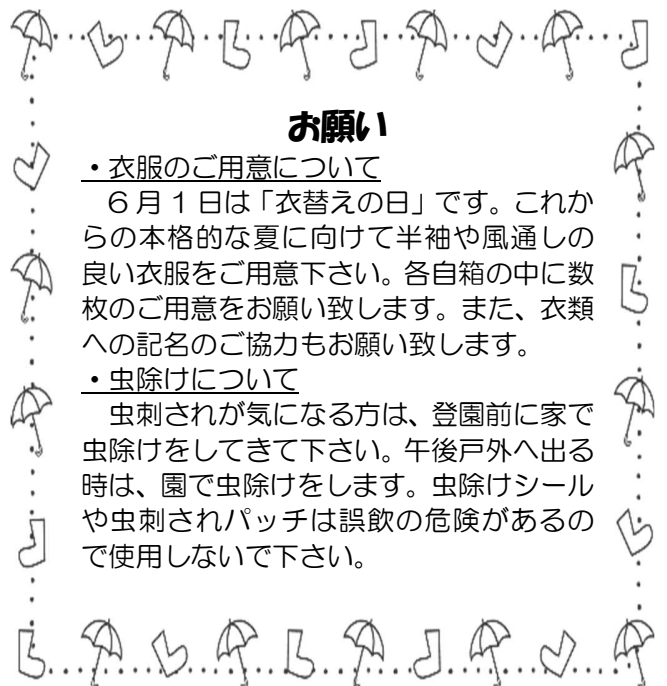 お願い
・衣服のご用意について
　6月1日は「衣替えの日」です。これか
らの本格的な夏に向けて半袖や風通しの
良い衣服をご用意下さい。各自箱の中に数
枚のご用意をお願い致します。また、衣類
への記名のご協力もお願い致します。
・虫除けについて
　虫刺されが気になる方は、登園前に家で
虫除けをしてきて下さい。午後戸外へ出る
時は、園で虫除けをします。虫除けシール
や虫刺されパッチは誤飲の危険があるの
で使用しないで下さい。